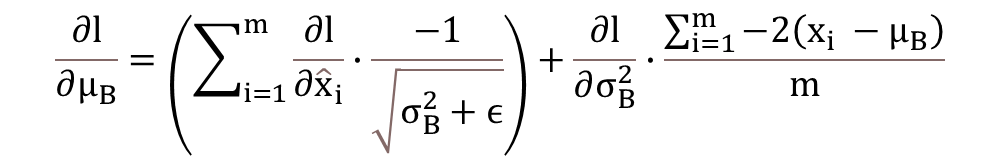 ∂l/∂μ_B = (∑_{i=1}^{m} ∂l/∂x̂_i · −1/√(σ_B^2 + ϵ)) + ∂l/∂σ_B^2 · ∑_{i=1}^{m} −2(x_i − μ_B)/m